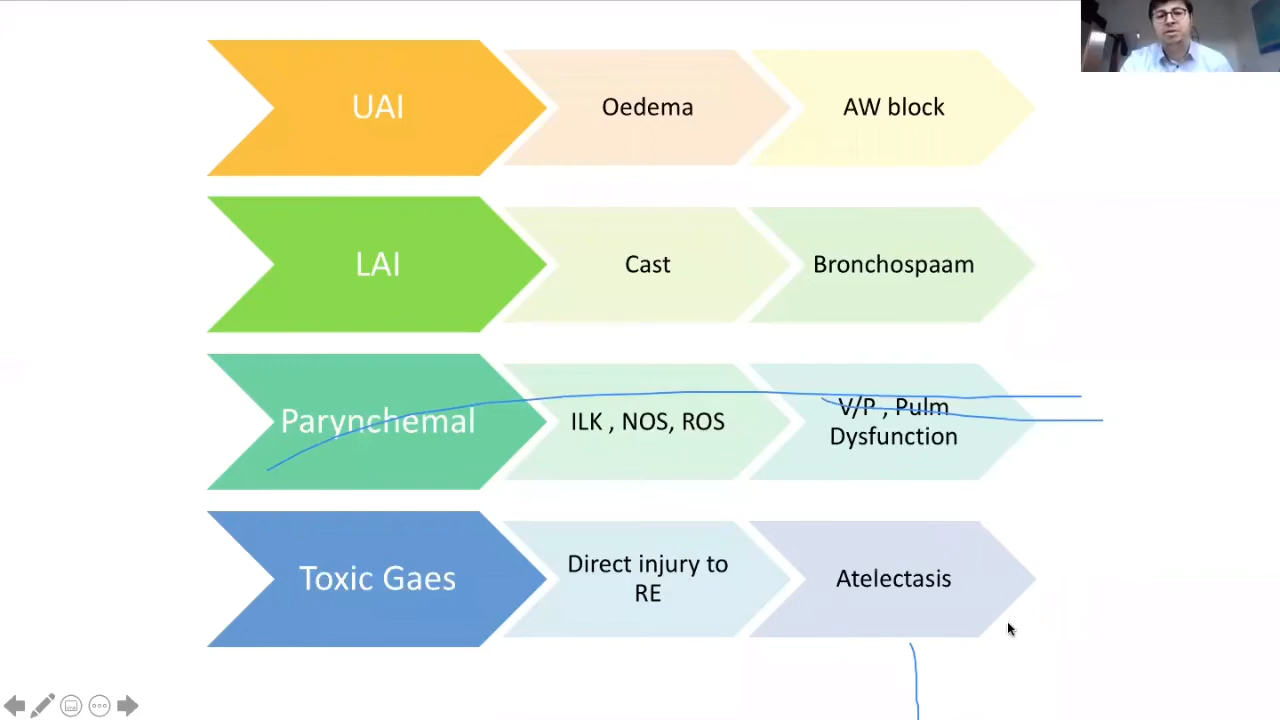 UAI
Oedema
AW block
LAI
Cast
Bronchospaam
Parynchemal
ILK , NOS, ROS
V/P , Pulm
Dysfunction
Toxic Gaes
Direct injury to
RE
Atelectasis